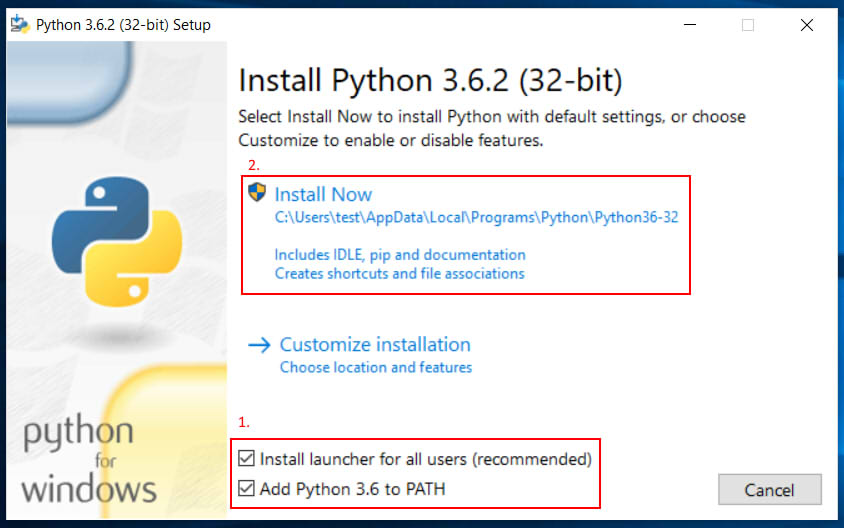 Python 3.6.2 (32-bit) Setup
Install Python 3.6.2 (32-bit)
Select Install Now to install Python with default settings, or choose
Customize to enable or disable features.
2.
Install Now
C:\Users\test\AppData\Local\Programs\Python\Python36-32
Includes IDLE, pip and documentation
Creates shortcuts and file associations
Customize installation
Choose location and features
1.
Install launcher for all users (recommended)
Add Python 3.6 to PATH
python
for
windows
Cancel